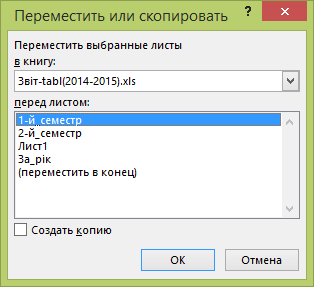 Переместить или скопировать
?
Переместить выбранные листы
в книгу:
Звіт-tabl(2014-2015).xls
перед листом:
1-й_семестр
2-й_семестр
Лист1
За_рік
(переместить в конец)
Создать копию
ОК
Отмена